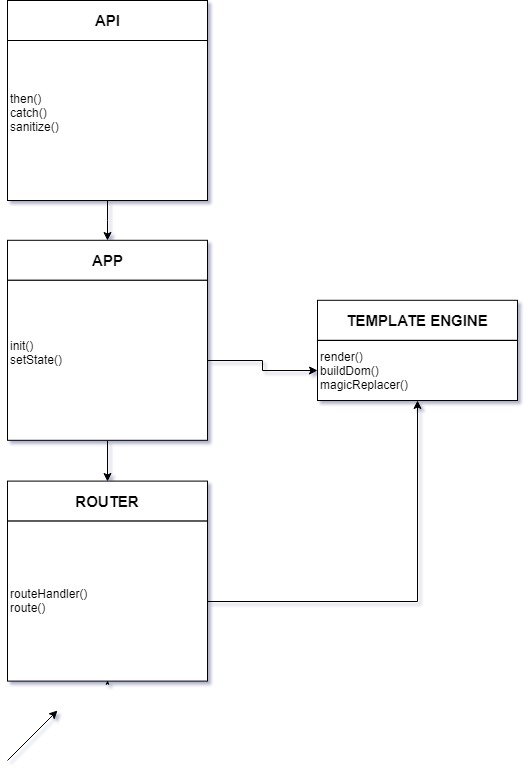 API
then()
catch()
sanitize()
APP
init()
setState()
TEMPLATE ENGINE
render()
buildDom()
magicReplacer()
ROUTER
routeHandler()
route()